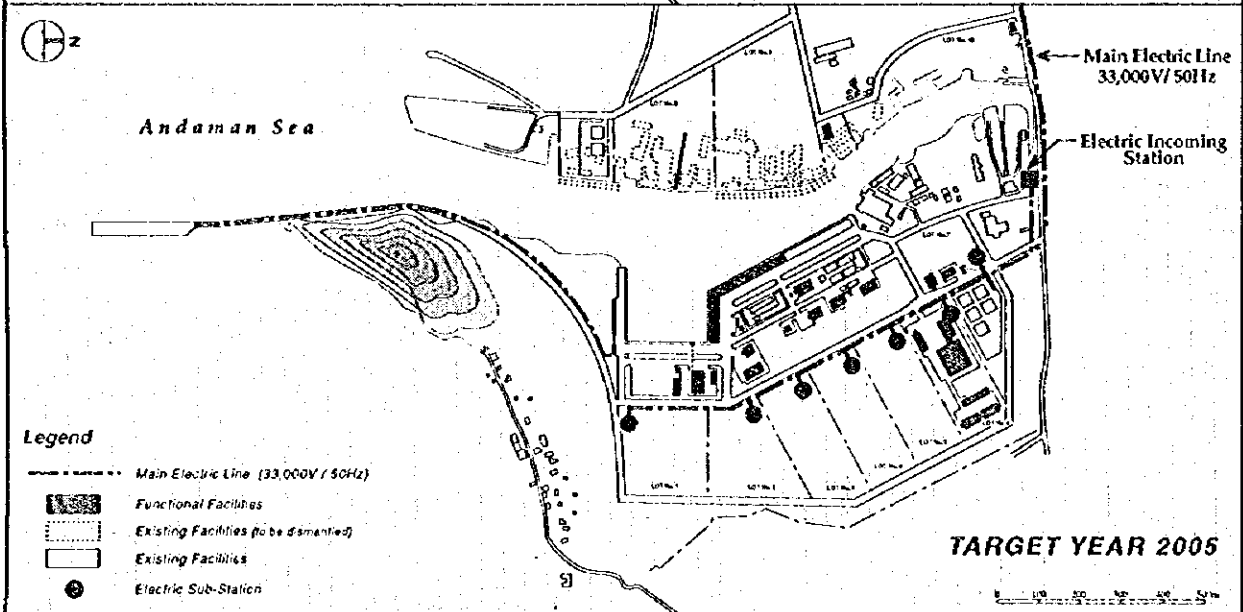 N
Andaman Sea
Main Electric Line
33,000V/ 50Hz
Electric Incoming
Station
Legend
Main Electric Line (33,000V / 50Hz)
Functional Facilities
Existing Facilities (to be dismantled)
Existing Facilities
Electric Sub-Station
TARGET YEAR 2005